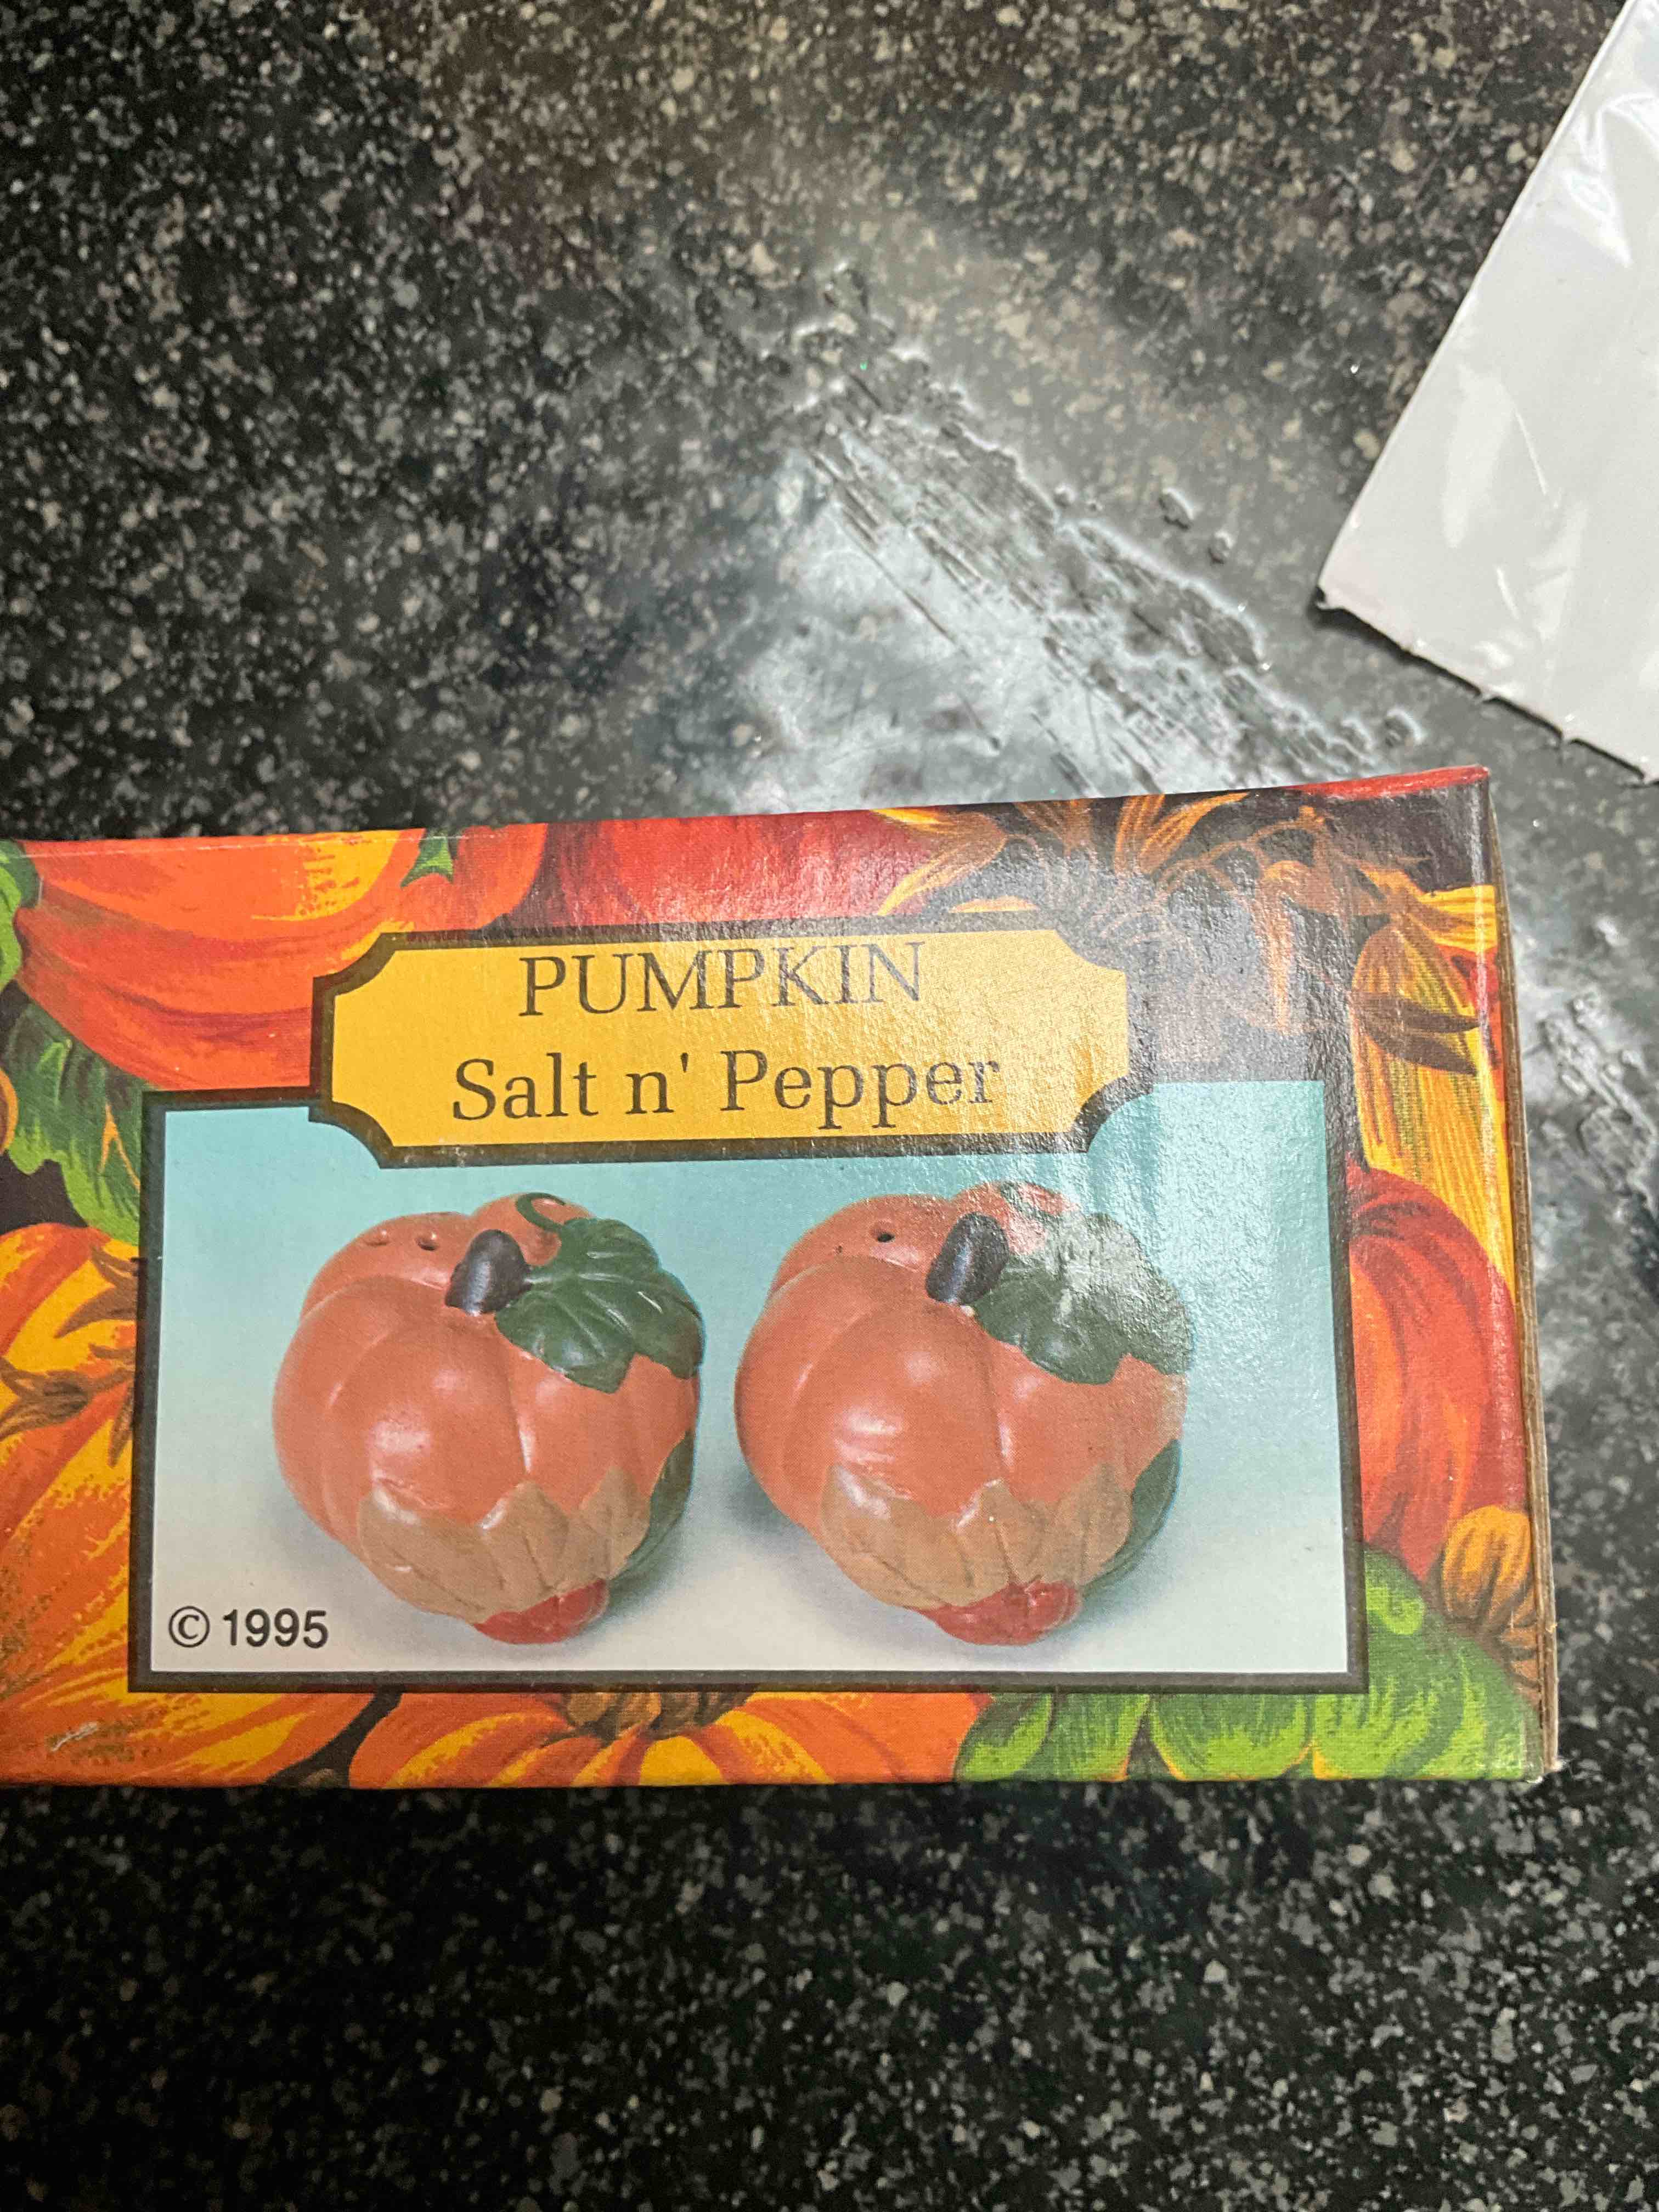 PUMPKIN
Salt n' Pepper
© 1995